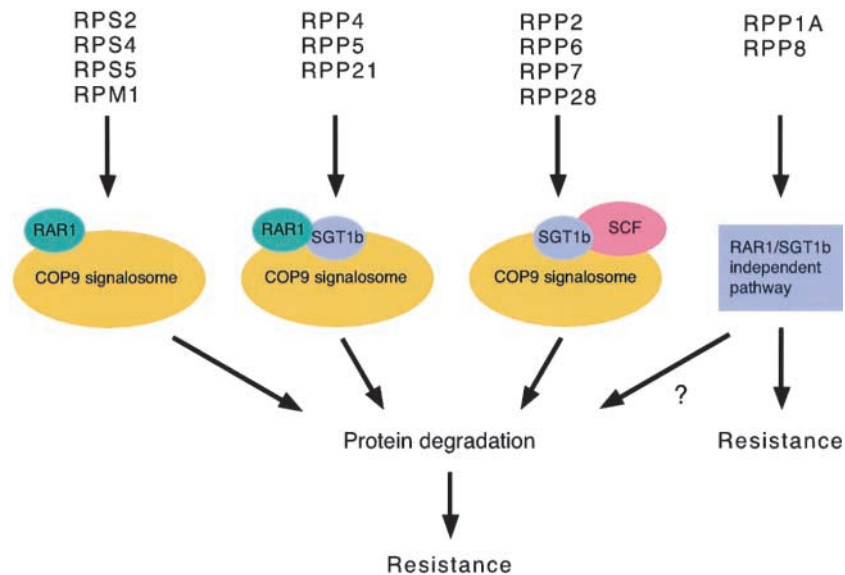 RPS2
RPS4
RPS5
RPM1
RPP4
RPP5
RPP21
RPP2
RPP6
RPP7
RPP28
RPP1A
RPP8
RAR1
COP9 signalosome
RAR1
SGT1b
COP9 signalosome
SGT1b
SCF
COP9 signalosome
RAR1/SGT1b
independent
pathway
?
Protein degradation
Resistance
Resistance